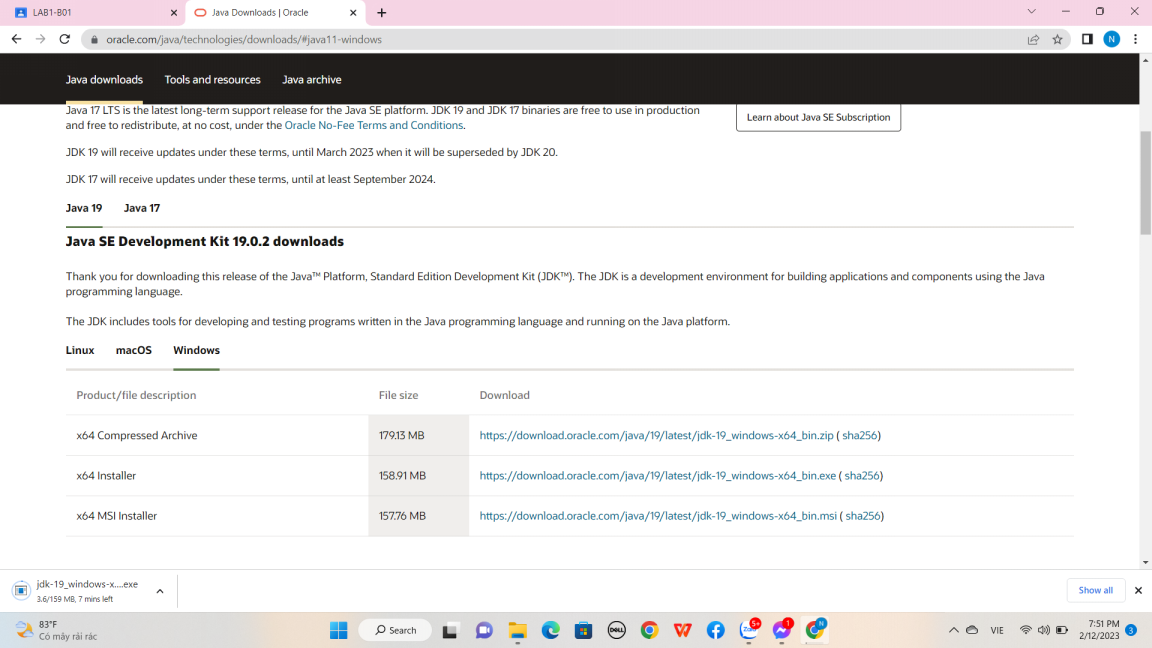 LAB1-B01
Java Downloads | Oracle
oracle.com/java/technologies/downloads/#java11-windows
N
Java downloads Tools and resources Java archive
Java 17 LTS is the latest long-term support release for the Java SE platform. JDK 19 and JDK 17 binaries are free to use in production
and free to redistribute, at no cost, under the Oracle No-Fee Terms and Conditions.
Learn about Java SE Subscription
JDK 19 will receive updates under these terms, until March 2023 when it will be superseded by JDK 20.
JDK 17 will receive updates under these terms, until at least September 2024.
Java 19 Java 17
Java SE Development Kit 19.0.2 downloads
Thank you for downloading this release of the Java™ Platform, Standard Edition Development Kit (JDK™). The JDK is a development environment for building applications and components using the Java
programming language.
The JDK includes tools for developing and testing programs written in the Java programming language and running on the Java platform.
Linux macOS Windows
Product/file description File size Download
x64 Compressed Archive 179.13 MB https://download.oracle.com/java/19/latest/jdk-19_windows-x64_bin.zip ( sha256)
x64 Installer 158.91 MB https://download.oracle.com/java/19/latest/jdk-19_windows-x64_bin.exe ( sha256)
x64 MSI Installer 157.76 MB https://download.oracle.com/java/19/latest/jdk-19_windows-x64_bin.msi ( sha256)
jdk-19_windows-x....exe
3.6/159 MB, 7 mins left
Show all
83°F
Có mây rải rác
Search
DELL
Zalo
5+
1
N
VIE
7:51 PM
2/12/2023
3